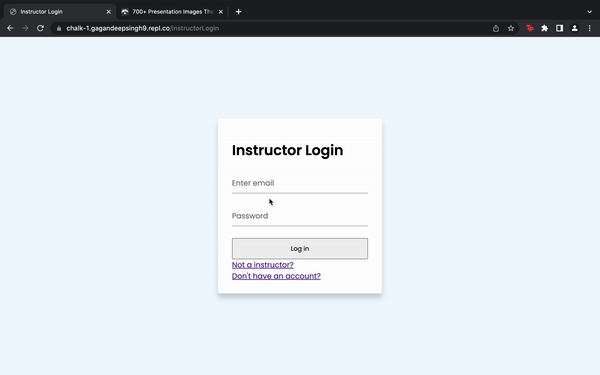 Instructor Login
700+ Presentation Images Tha
chalk-1.gagandeepsingh9.repl.co/InstructorLogin
Instructor Login
Enter email
Password
Log in
Not a instructor?
Don't have an account?